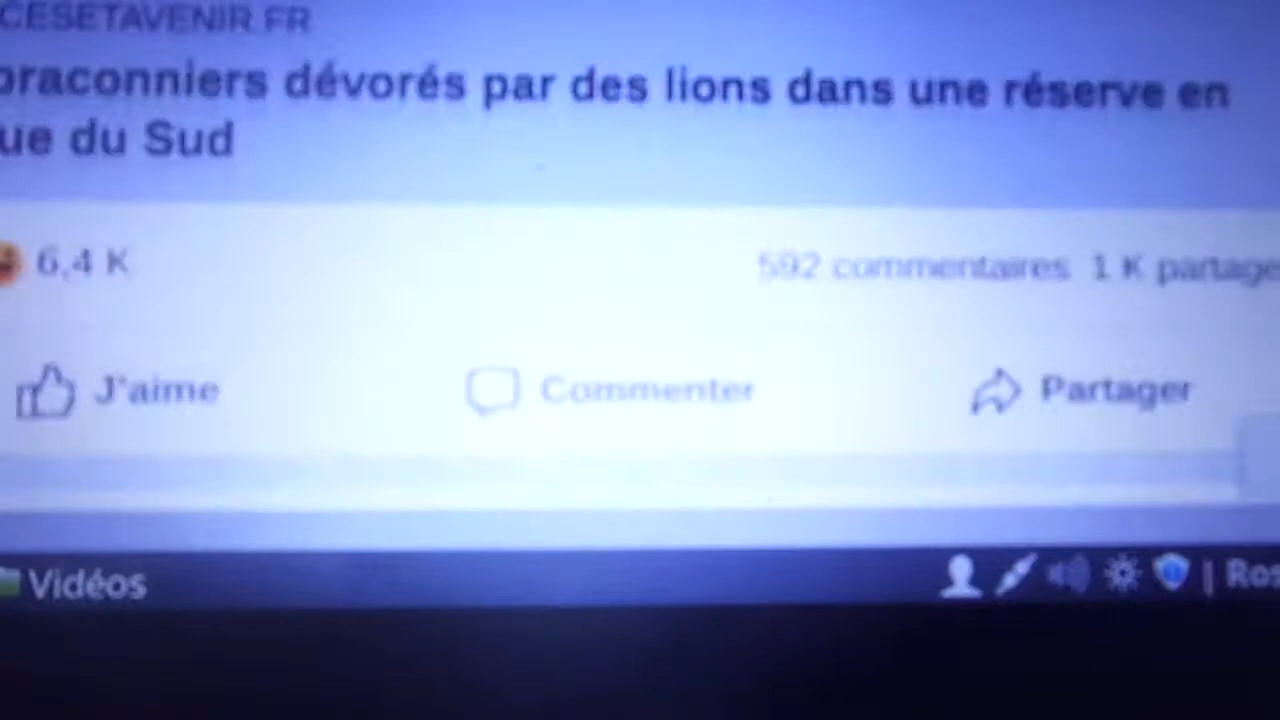 CESETAVENIR.FR
braconniers dévorés par des lions dans une réserve en
ue du Sud
6,4 K
592 commentaires 1 K partage
J'aime
Commenter
Partager
Vidéos
| Ros